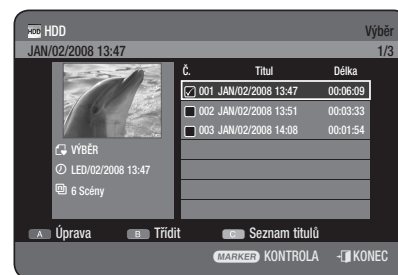 HDD HDD Výběr
JAN/02/2008 13:47 1/3
Č. Titul Délka
001 JAN/02/2008 13:47 00:06:09
002 JAN/02/2008 13:51 00:03:33
003 JAN/02/2008 14:08 00:01:54
VÝBĚR
LED/02/2008 13:47
6 Scény
A Úprava B Třídit C Seznam titulů
MARKER KONTROLA KONEC